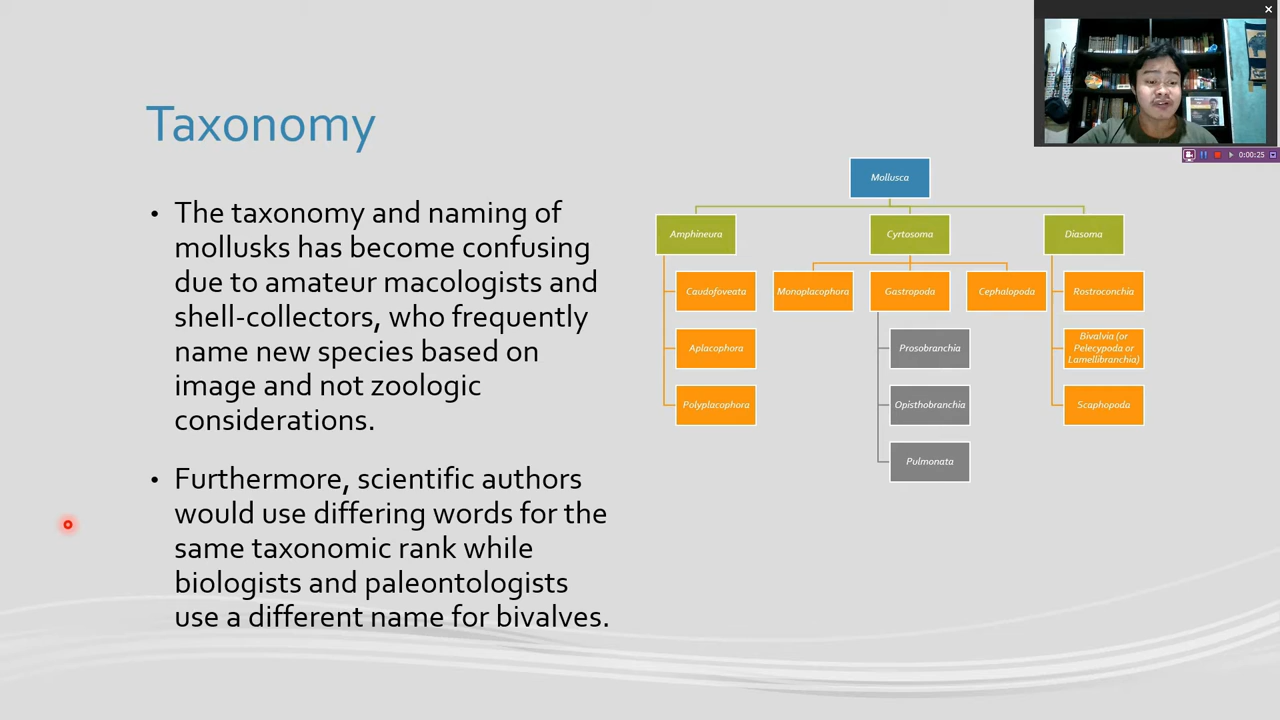 Taxonomy
• The taxonomy and naming of
mollusks has become confusing
due to amateur macologists and
shell-collectors, who frequently
name new species based on
image and not zoologic
considerations.
• Furthermore, scientific authors
would use differing words for the
same taxonomic rank while
biologists and paleontologists
use a different name for bivalves.
0:00:25
Mollusca
Amphineura
Cyrtosoma
Diasoma
Caudofoveata
Monoplacophora
Gastropoda
Cephalopoda
Rostroconchia
Aplacophora
Prosobranchia
Bivalvia (or
Pelecypoda or
Lamellibranchia)
Polyplacophora
Opisthobranchia
Scaphopoda
Pulmonata